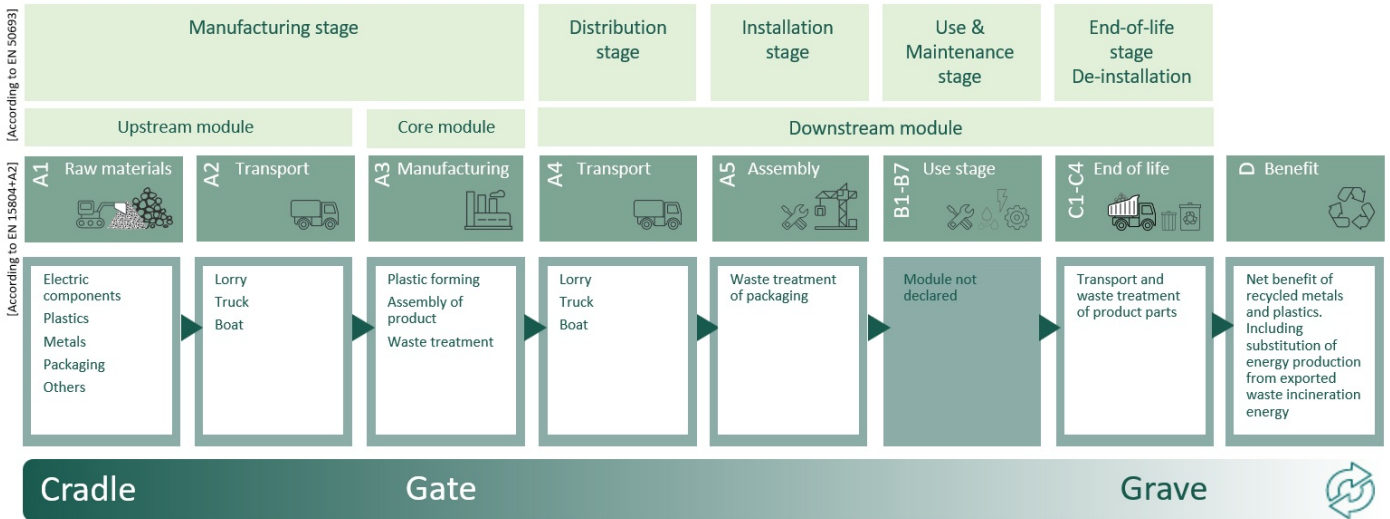 [According to EN 50693]
Manufacturing stage
Distribution
stage
Installation
stage
Use &
Maintenance
stage
End-of-life
stage
De-installation
Upstream module
Core module
Downstream module
[According to EN 15804+A2]
A1 Raw materials
A2 Transport
A3 Manufacturing
A4 Transport
A5 Assembly
B1-B7 Use stage
C1-C4 End of life
D Benefit
Electric
components
Plastics
Metals
Packaging
Others
Lorry
Truck
Boat
Plastic forming
Assembly of
product
Waste treatment
Lorry
Truck
Boat
Waste treatment
of packaging
Module not
declared
Transport and
waste treatment
of product parts
Net benefit of
recycled metals
and plastics.
Including
substitution of
energy production
from exported
waste incineration
energy
Cradle
Gate
Grave